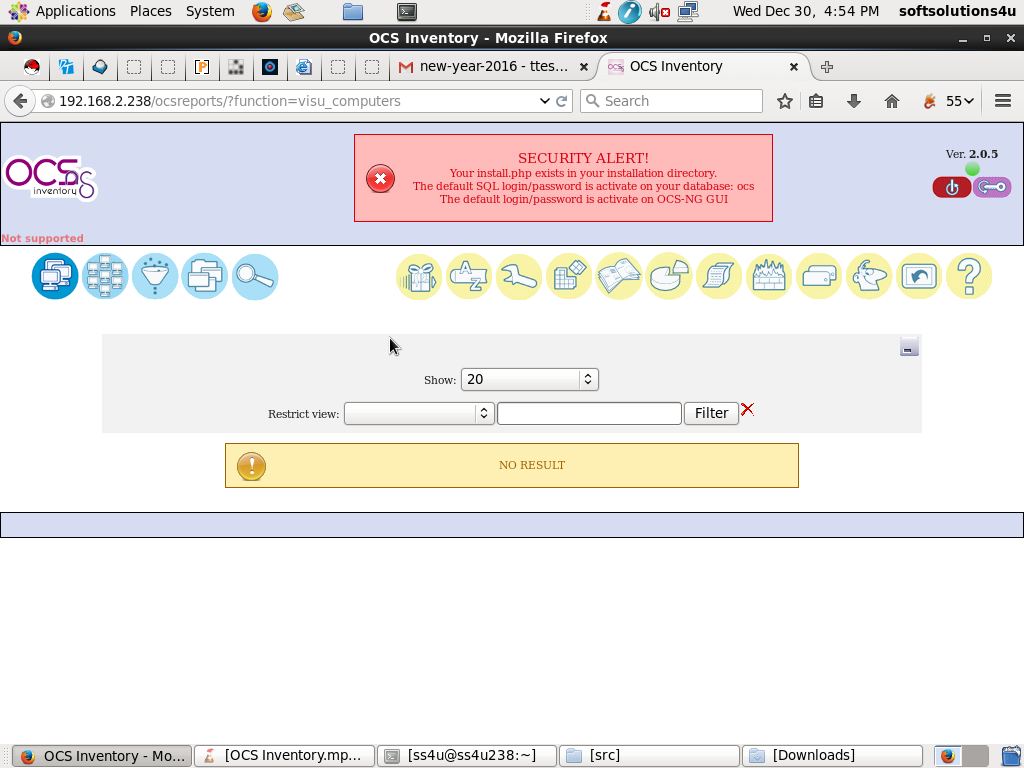 Applications Places System
Wed Dec 30, 4:54 PM softsolutions4u
OCS Inventory - Mozilla Firefox
new-year-2016 - ttes...
OCS Inventory
192.168.2.238/ocsreports/?function=visu_computers
Search
55
OCS
inventory
Not supported
SECURITY ALERT!
Your install.php exists in your installation directory.
The default SQL login/password is activate on your database: ocs
The default login/password is activate on OCS-NG GUI
Ver. 2.0.5
A
Z
?
Show: 20
Restrict view: Filter
NO RESULT
OCS Inventory - Mo...
[OCS Inventory.mp...
[ss4u@ss4u238:~]
[src]
[Downloads]